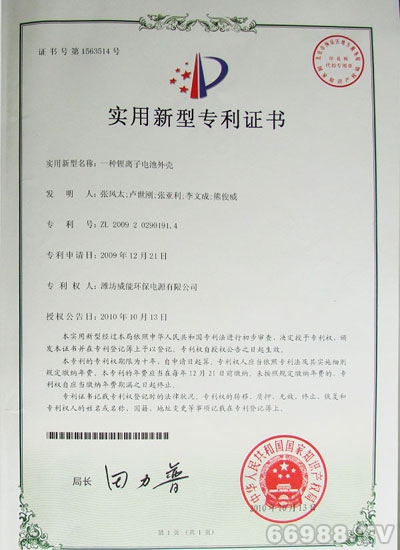 证书号第1563514号
印花税
代扣专用章
实用新型专利证书
实用新型名称：一种锂离子电池外壳
发 明 人：张凤太;卢世刚;张亚利;李文成;熊俊威
专 利 号：ZL 2009 2 0290191.4
专利申请日：2009年12月21日
专 利 权 人：潍坊威能环保电源有限公司
授权公告日：2010年10月13日
本实用新型经过本局依照中华人民共和国专利法进行初步审查，决定授予专利权，颁
发本证书并在专利登记簿上予以登记。专利权自授权公告之日起生效。
本专利的专利权期限为十年，自申请日起算。专利权人应当依照专利法及其实施细则
规定缴纳年费。本专利的年费应当在每年12月21日前缴纳。未按照规定缴纳年费的，专利
权自应当缴纳年费期满之日起终止。
专利证书记载专利权登记时的法律状况。专利权的转移、质押、无效、终止、恢复和
专利权人的姓名或名称、国籍、地址变更等事项记载在专利登记簿上。
局长 田力普
中华人民共和国国家知识产权局
2010年10月13日
第1页（共1页）